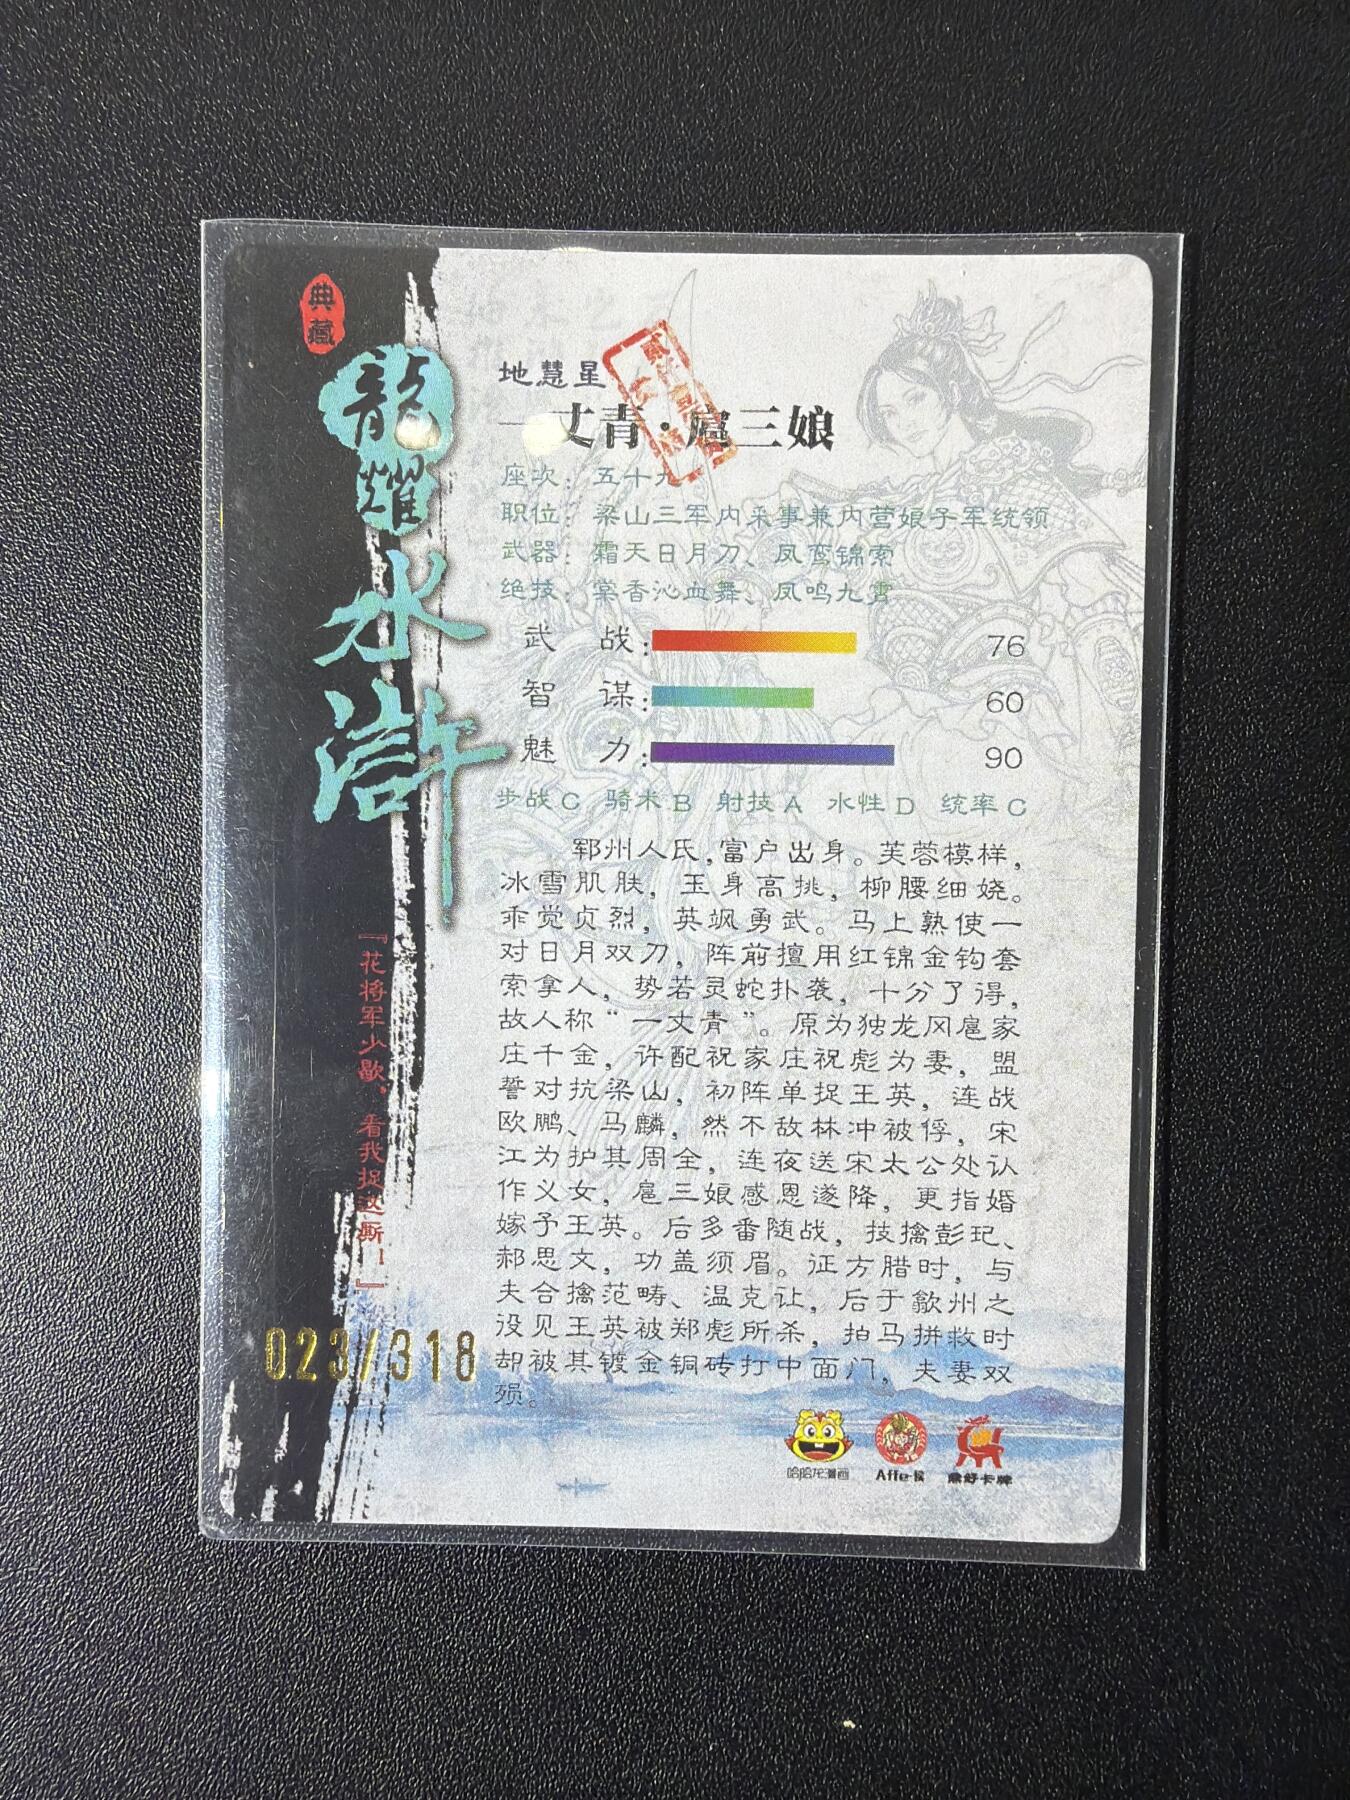 典藏
龍耀水滸
『花将军少歇，看我捉这厮！』
023/318
地慧星
一丈青·扈三娘
座次：五十九
职位：梁山三军内采事兼内营娘子军统领
武器：霜天日月刀、凤鸾锦索
绝技：棠香沁血舞、凤鸣九霄
武 战：76
智 谋：60
魅 力：90
步战C 骑术B 射技A 水性D 统率C
郓州人氏，富户出身。芙蓉模样，
冰雪肌肤，玉身高挑，柳腰细娆。
乖觉贞烈，英飒勇武。马上熟使一
对日月双刀，阵前擅用红锦金钩套
索拿人，势若灵蛇扑袭，十分了得，
故人称“一丈青”。原为独龙冈扈家
庄千金，许配祝家庄祝彪为妻，盟
誓对抗梁山，初阵单捉王英，连战
欧鹏、马麟，然不敌林冲被俘，宋
江为护其周全，连夜送宋太公处认
作义女，扈三娘感恩遂降，更指婚
嫁予王英。后多番随战，技擒彭玘、
郝思文，功盖须眉。征方腊时，与
夫合擒范畴、温克让，后于歙州之
役见王英被郑彪所杀，拍马拼救时
却被其镀金铜砖打中面门，夫妻双
殒。
哈哈龙漫画
Affe·侯
鼎好卡牌